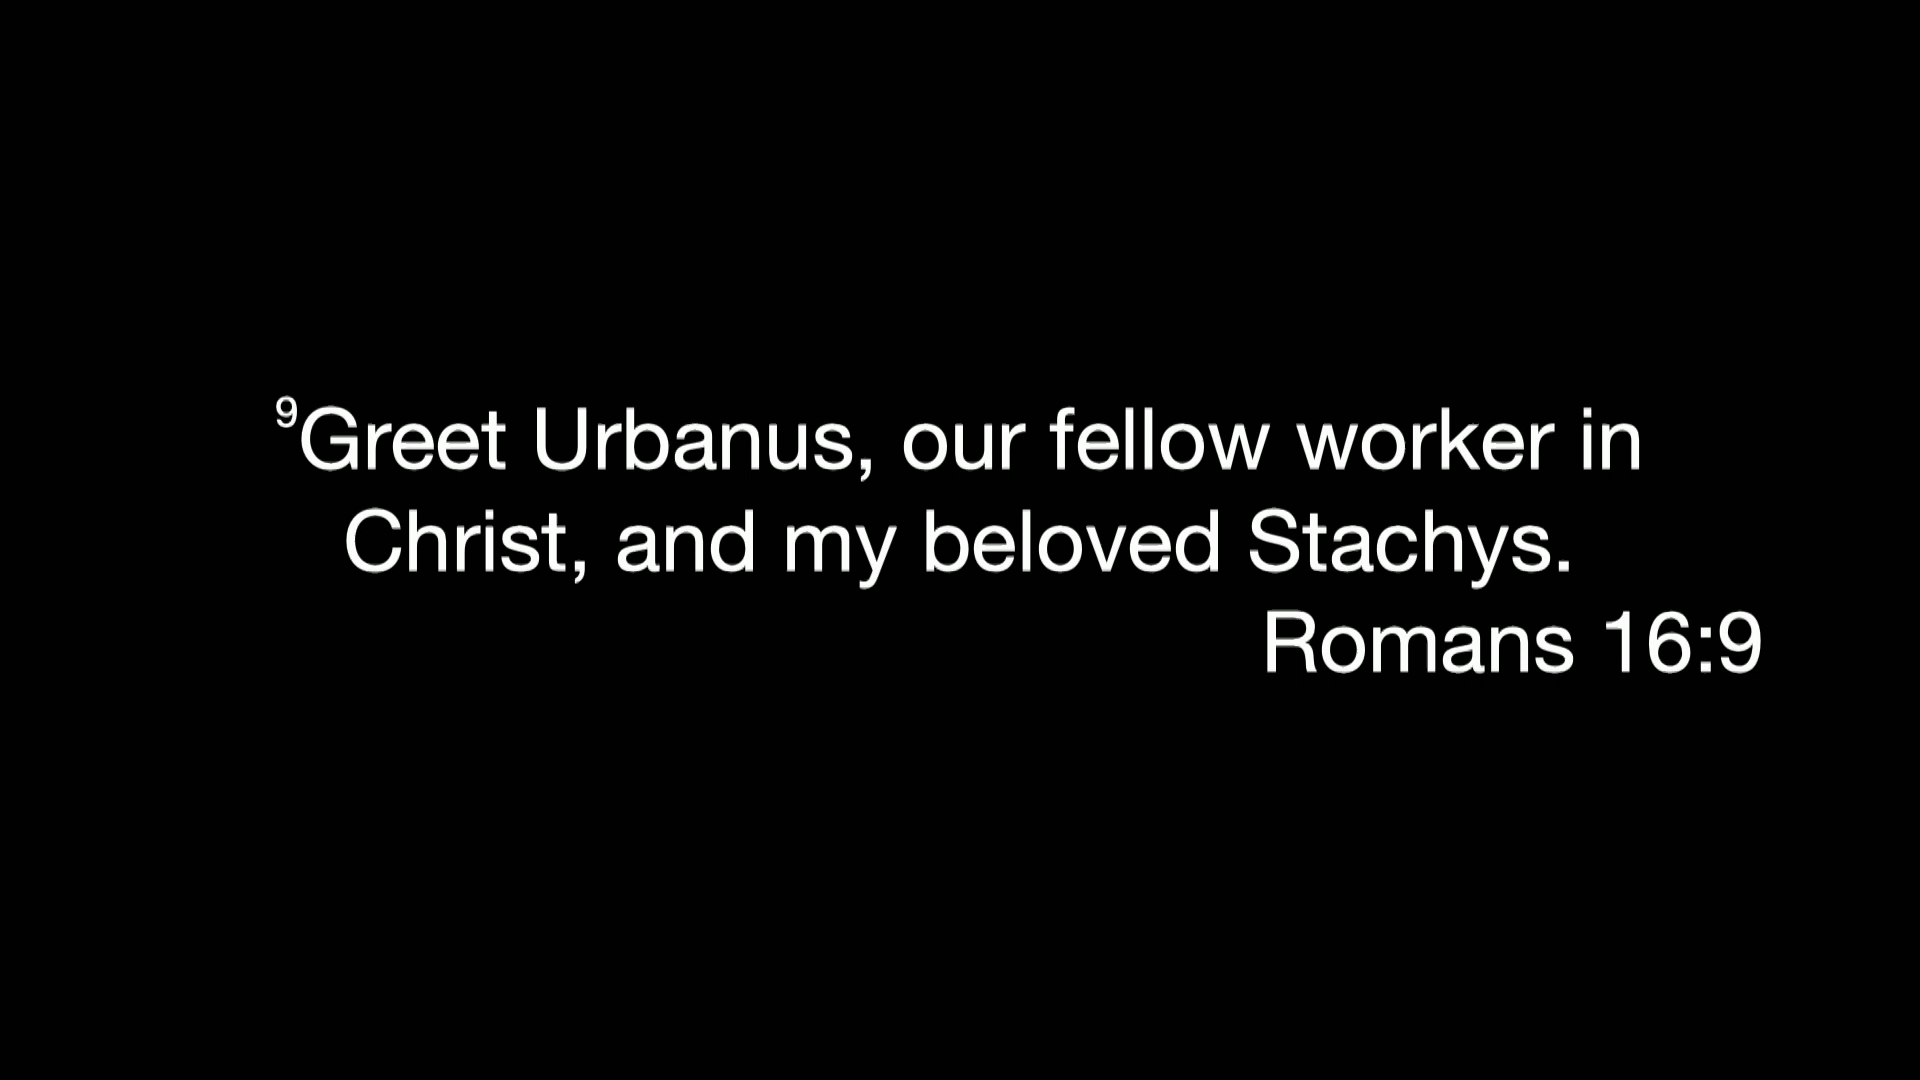 ⁹Greet Urbanus, our fellow worker in
Christ, and my beloved Stachys.
Romans 16:9